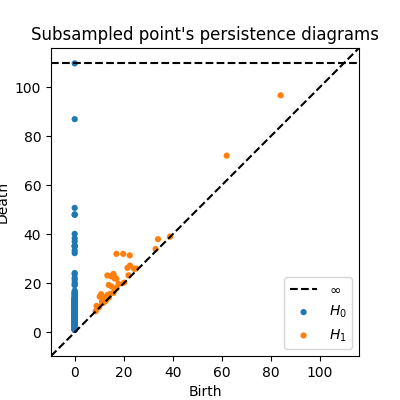 Subsampled point's persistence diagrams
Death
100
80
60
40
20
0
∞
H₀
H₁
0 20 40 60 80 100
Birth